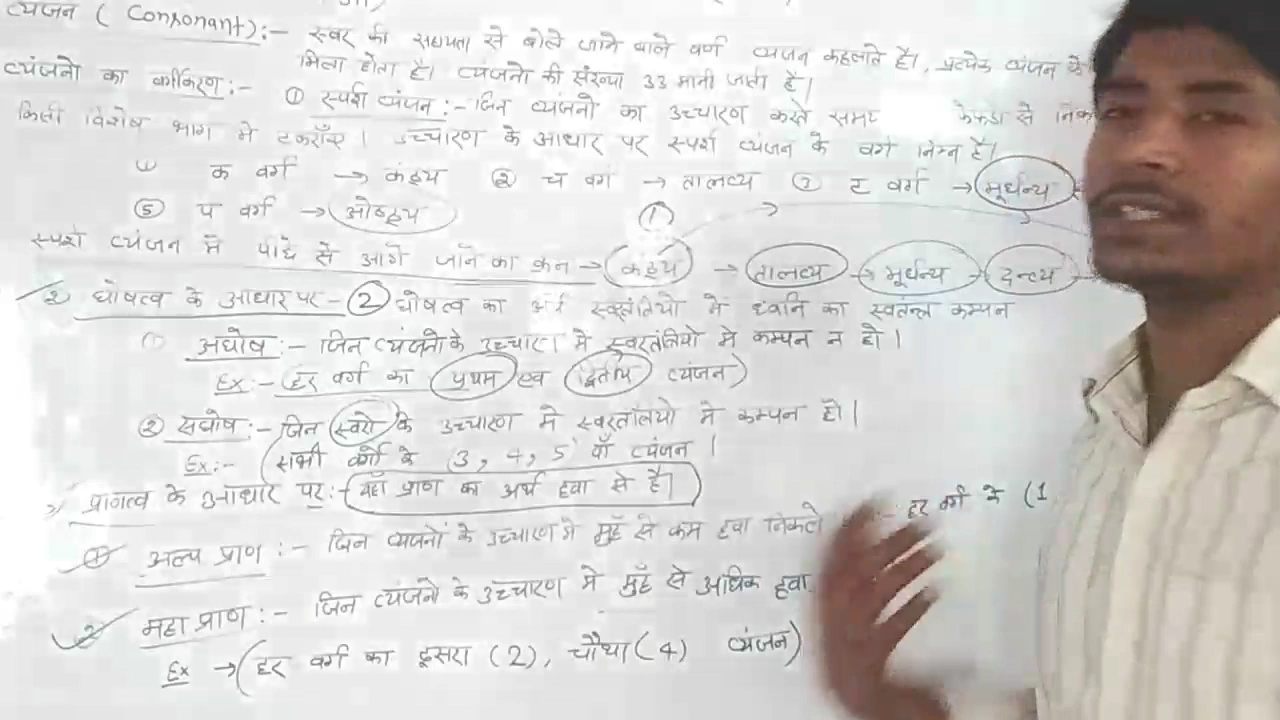 व्यंजन ( Consonant) :- स्वर की सहायता से बोले जाने वाले वर्ण व्यंजन कहलाते है। प्रत्येक व्यंजन
मिला होता है। व्यंजनो की संख्या 33 मानी जाती है।
व्यंजनो का वर्गीकरण :- ① स्पर्श व्यंजन :- जिन व्यंजनो का उच्चारण करते समय फेफडा से
किसी विशेष भाग मे टकराँए। उच्चारण के आधार पर स्पर्श व्यंजन के वर्ग निम्न है।
① क वर्ग → कंठ्य ② च वर्ग → तालव्य ③ ट वर्ग → मूर्धन्य
⑤ प वर्ग → ओष्ठ्य
①
स्पर्श व्यंजन मे पीछे से आगे जाँने का क्रम → कंठ्य → तालव्य → मूर्धन्य → दन्त्य
2 घोषत्व के आधार पर - ② घोषत्व का अर्थ स्वरतंत्रियो मे ध्वनि का स्वतंन्त्र कम्पन
① अघोष :- जिन व्यंजनो के उच्चारण मे स्वरतंत्रियो मे कम्पन न हो।
Ex :- (हर वर्ग का प्रथम एव द्वितीय व्यंजन)
② सघोष :- जिन स्वरो के उच्चारण मे स्वरतंत्रियो मे कम्पन हो।
Ex :- (सभी वर्गो के (3, 4, 5 वाँ व्यंजन।
3) प्राणत्व के आधार पर :- यहाँ प्राण का अर्थ हवा से है।
① अल्प प्राण :- जिन व्यंजनो के उच्चारण मे मुहँ से कम हवा निकले :- हर वर्ग के (1
② महा प्राण :- जिन व्यंजनो के उच्चारण मे मुहँ से अधिक हवा
Ex → (हर वर्ग का दूसरा (2), चौथा (4) व्यंजन)